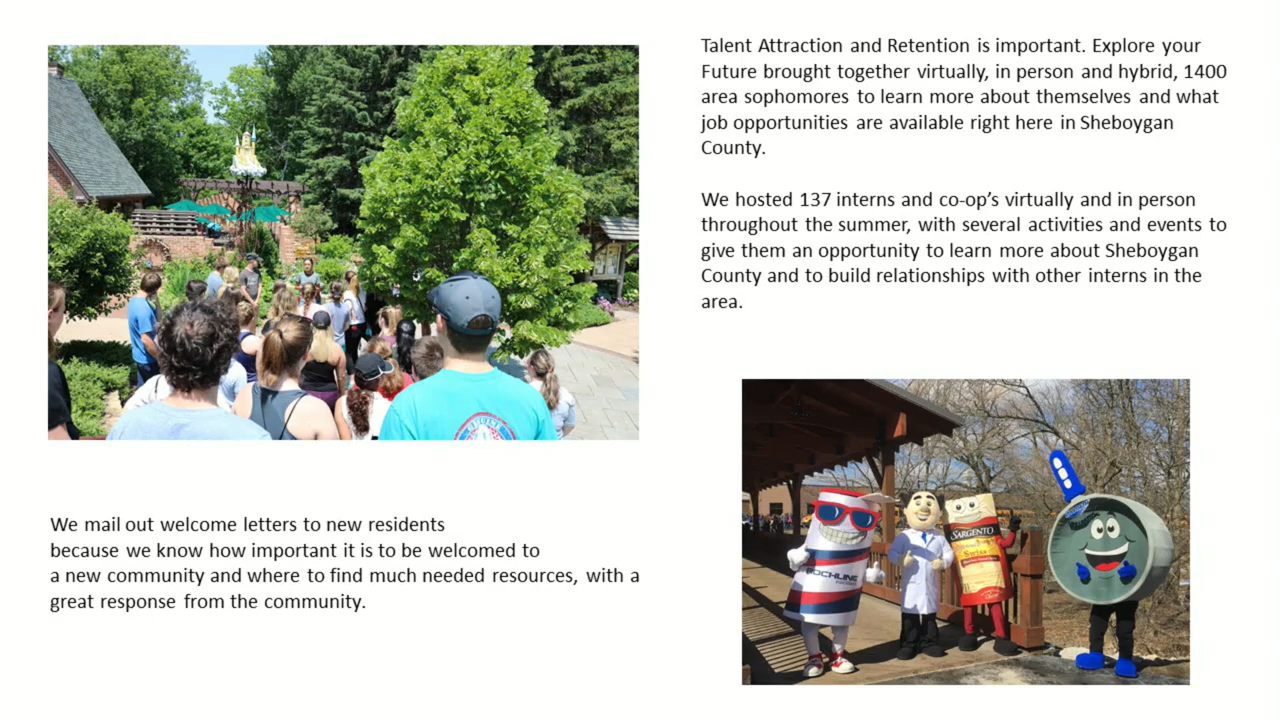 Talent Attraction and Retention is important. Explore your
Future brought together virtually, in person and hybrid, 1400
area sophomores to learn more about themselves and what
job opportunities are available right here in Sheboygan
County.
We hosted 137 interns and co-op’s virtually and in person
throughout the summer, with several activities and events to
give them an opportunity to learn more about Sheboygan
County and to build relationships with other interns in the
area.
We mail out welcome letters to new residents
because we know how important it is to be welcomed to
a new community and where to find much needed resources, with a
great response from the community.
SARGENTO
Swiss